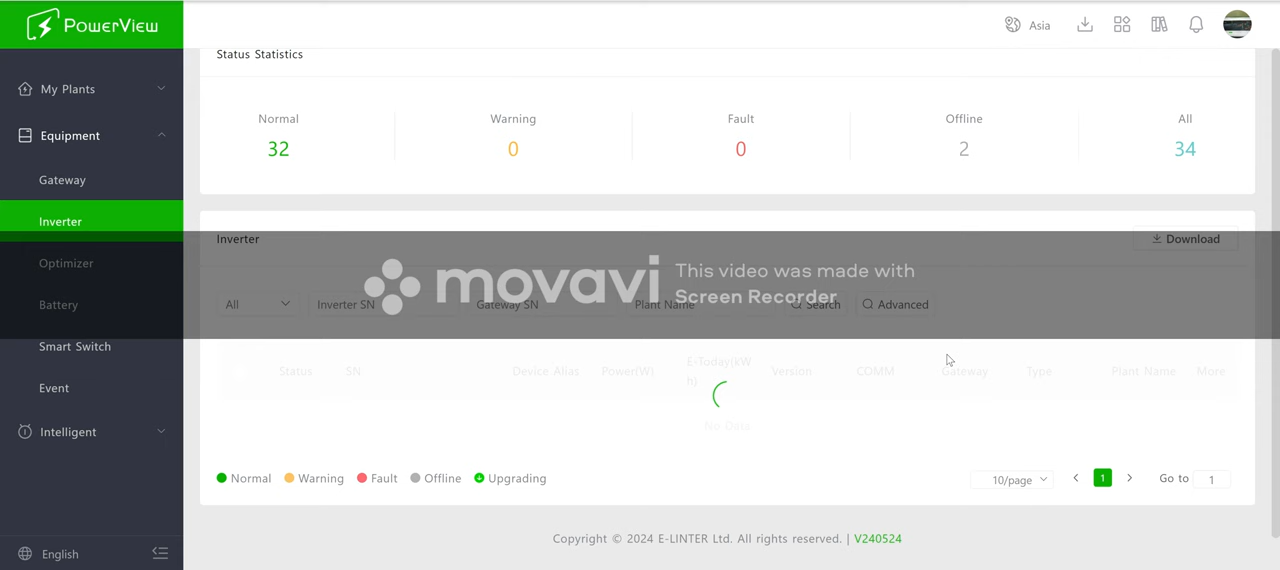 PowerView
Asia
My Plants
Equipment
Gateway
Inverter
Optimizer
Battery
Smart Switch
Event
Intelligent
English
Status Statistics
Normal
Warning
Fault
Offline
All
32
0
0
2
34
Inverter
Download
movavi
This video was made with
Screen Recorder
All
Inverter SN
Gateway SN
Plant Name
Search
Advanced
Status
SN
Device Alias
Power(W)
E-Today(kW
h)
Version
COMM
Gateway
Type
Plant Name
More
No Data
Normal
Warning
Fault
Offline
Upgrading
10/page
1
Go to
1
Copyright © 2024 E-LINTER Ltd. All rights reserved. | V240524